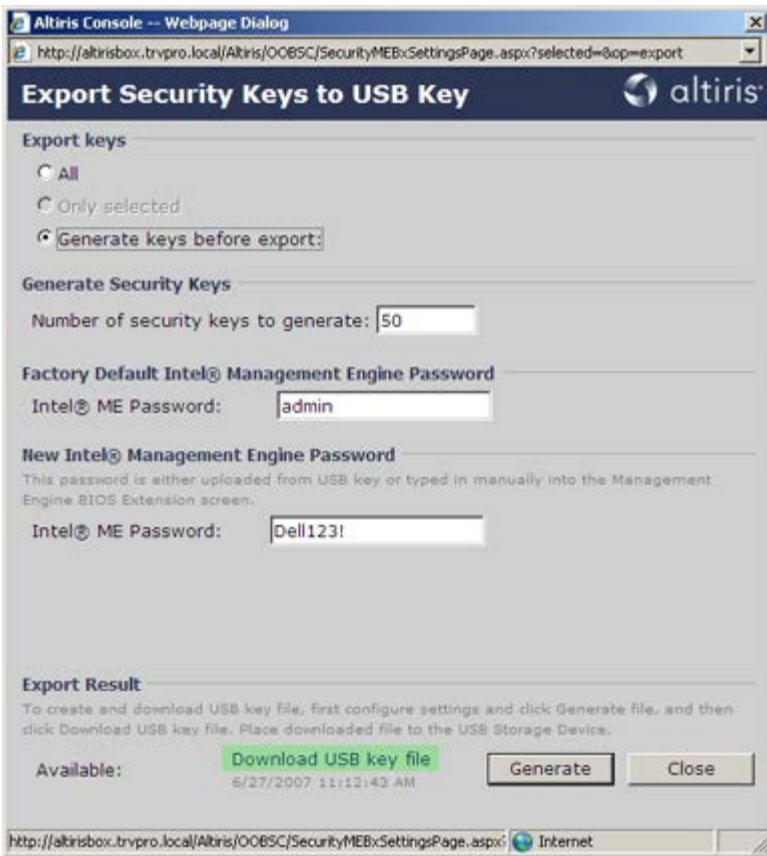 Altiris Console -- Webpage Dialog
http://altirisbox.trvpro.local/Altiris/OOBSC/SecurityMEBxSettingsPage.aspx?selected=&op=export
Export Security Keys to USB Key
altiris
Export keys
All
Only selected
Generate keys before export:
Generate Security Keys
Number of security keys to generate: 50
Factory Default Intel® Management Engine Password
Intel® ME Password: admin
New Intel® Management Engine Password
This password is either uploaded from USB key or typed in manually into the Management
Engine BIOS Extension screen.
Intel® ME Password: Dell123!
Export Result
To create and download USB key file, first configure settings and click Generate file, and then
click Download USB key file. Place downloaded file to the USB Storage Device.
Available: Download USB key file Generate Close
6/27/2007 11:12:43 AM
http://altirisbox.trvpro.local/Altiris/OOBSC/SecurityMEBxSettingsPage.aspx? Internet